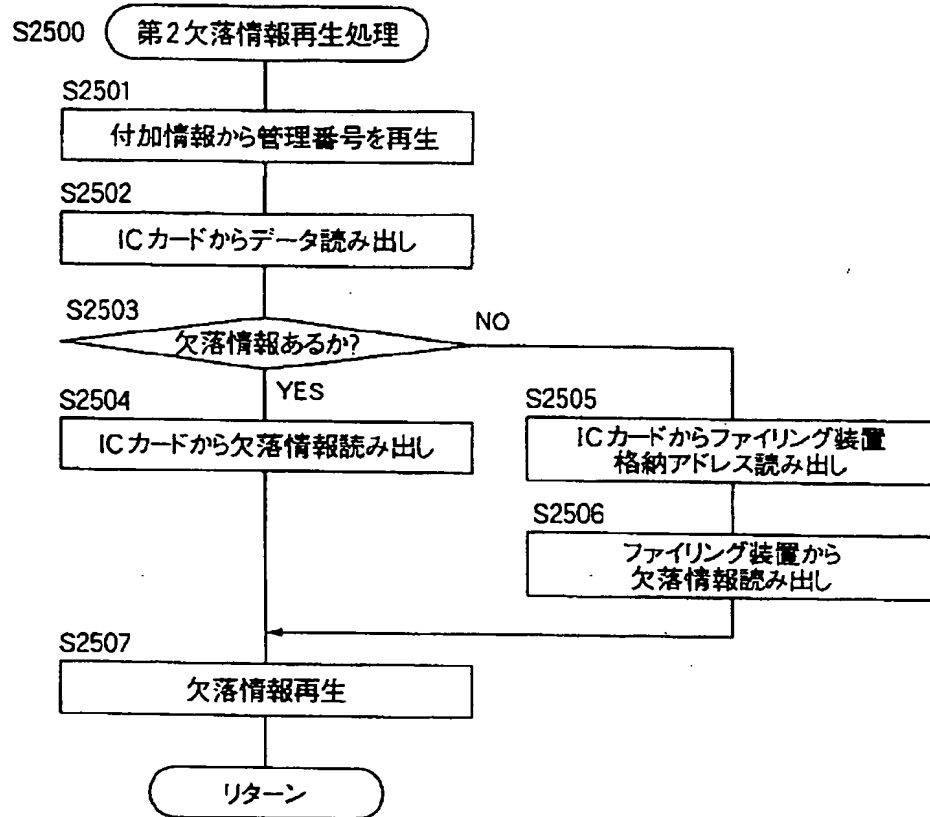 S2500
第2欠落情報再生処理
S2501
付加情報から管理番号を再生
S2502
ICカードからデータ読み出し
S2503
欠落情報あるか?
NO
YES
S2504
ICカードから欠落情報読み出し
S2505
ICカードからファイリング装置
格納アドレス読み出し
S2506
ファイリング装置から
欠落情報読み出し
S2507
欠落情報再生
リターン